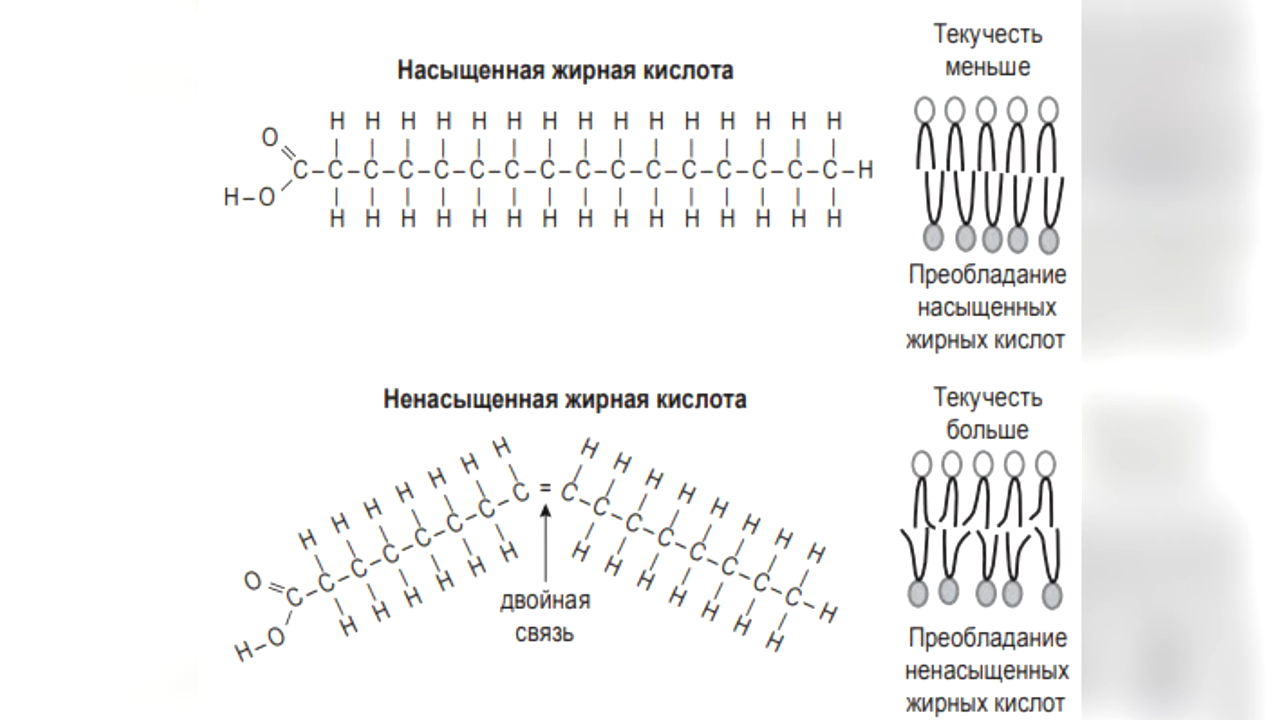 Насыщенная жирная кислота
H H H H H H H H H H H H H H H
O
C–C–C–C–C–C–C–C–C–C–C–C–C–C–C–C–H
H–O
H H H H H H H H H H H H H H H
Текучесть
меньше
Преобладание
насыщенных
жирных кислот
Ненасыщенная жирная кислота
H H H H H H H H H H H H H H H
O
C–C–C–C–C–C–C–C = C–C–C–C–C–C–C–C–H
H–O
H H H H H H H H H H H H H
двойная
связь
Текучесть
больше
Преобладание
ненасыщенных
жирных кислот